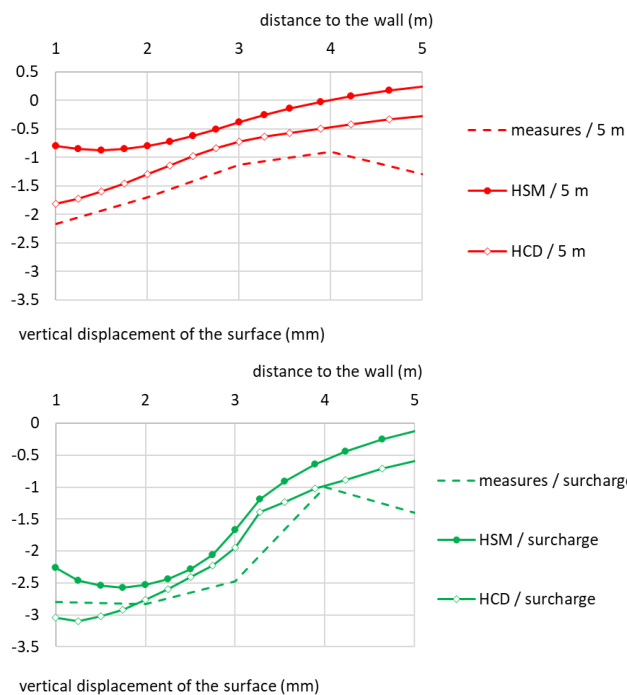 distance to the wall (m)
1 2 3 4 5
0.5
0
-0.5
-1
-1.5
-2
-2.5
-3
-3.5
measures / 5 m
HSM / 5 m
HCD / 5 m
vertical displacement of the surface (mm)
distance to the wall (m)
1 2 3 4 5
0
-0.5
-1
-1.5
-2
-2.5
-3
-3.5
measures / surcharge
HSM / surcharge
HCD / surcharge
vertical displacement of the surface (mm)